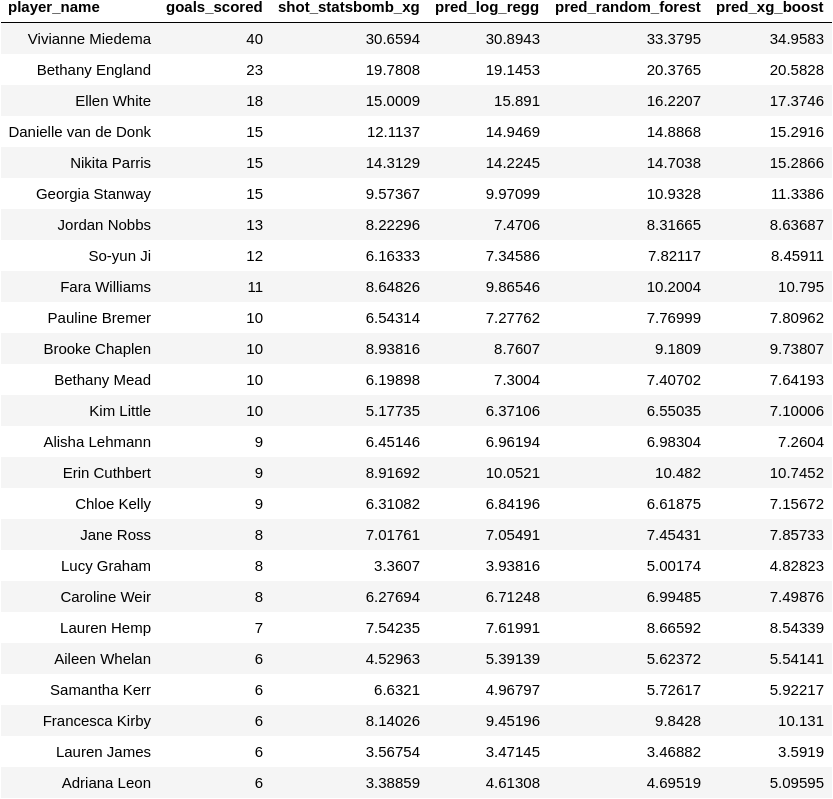 player_name goals_scored shot_statsbomb_xg pred_log_regg pred_random_forest pred_xg_boost
Vivianne Miedema 40 30.6594 30.8943 33.3795 34.9583
Bethany England 23 19.7808 19.1453 20.3765 20.5828
Ellen White 18 15.0009 15.891 16.2207 17.3746
Danielle van de Donk 15 12.1137 14.9469 14.8868 15.2916
Nikita Parris 15 14.3129 14.2245 14.7038 15.2866
Georgia Stanway 15 9.57367 9.97099 10.9328 11.3386
Jordan Nobbs 13 8.22296 7.4706 8.31665 8.63687
So-yun Ji 12 6.16333 7.34586 7.82117 8.45911
Fara Williams 11 8.64826 9.86546 10.2004 10.795
Pauline Bremer 10 6.54314 7.27762 7.76999 7.80962
Brooke Chaplen 10 8.93816 8.7607 9.1809 9.73807
Bethany Mead 10 6.19898 7.3004 7.40702 7.64193
Kim Little 10 5.17735 6.37106 6.55035 7.10006
Alisha Lehmann 9 6.45146 6.96194 6.98304 7.2604
Erin Cuthbert 9 8.91692 10.0521 10.482 10.7452
Chloe Kelly 9 6.31082 6.84196 6.61875 7.15672
Jane Ross 8 7.01761 7.05491 7.45431 7.85733
Lucy Graham 8 3.3607 3.93816 5.00174 4.82823
Caroline Weir 8 6.27694 6.71248 6.99485 7.49876
Lauren Hemp 7 7.54235 7.61991 8.66592 8.54339
Aileen Whelan 6 4.52963 5.39139 5.62372 5.54141
Samantha Kerr 6 6.6321 4.96797 5.72617 5.92217
Francesca Kirby 6 8.14026 9.45196 9.8428 10.131
Lauren James 6 3.56754 3.47145 3.46882 3.5919
Adriana Leon 6 3.38859 4.61308 4.69519 5.09595